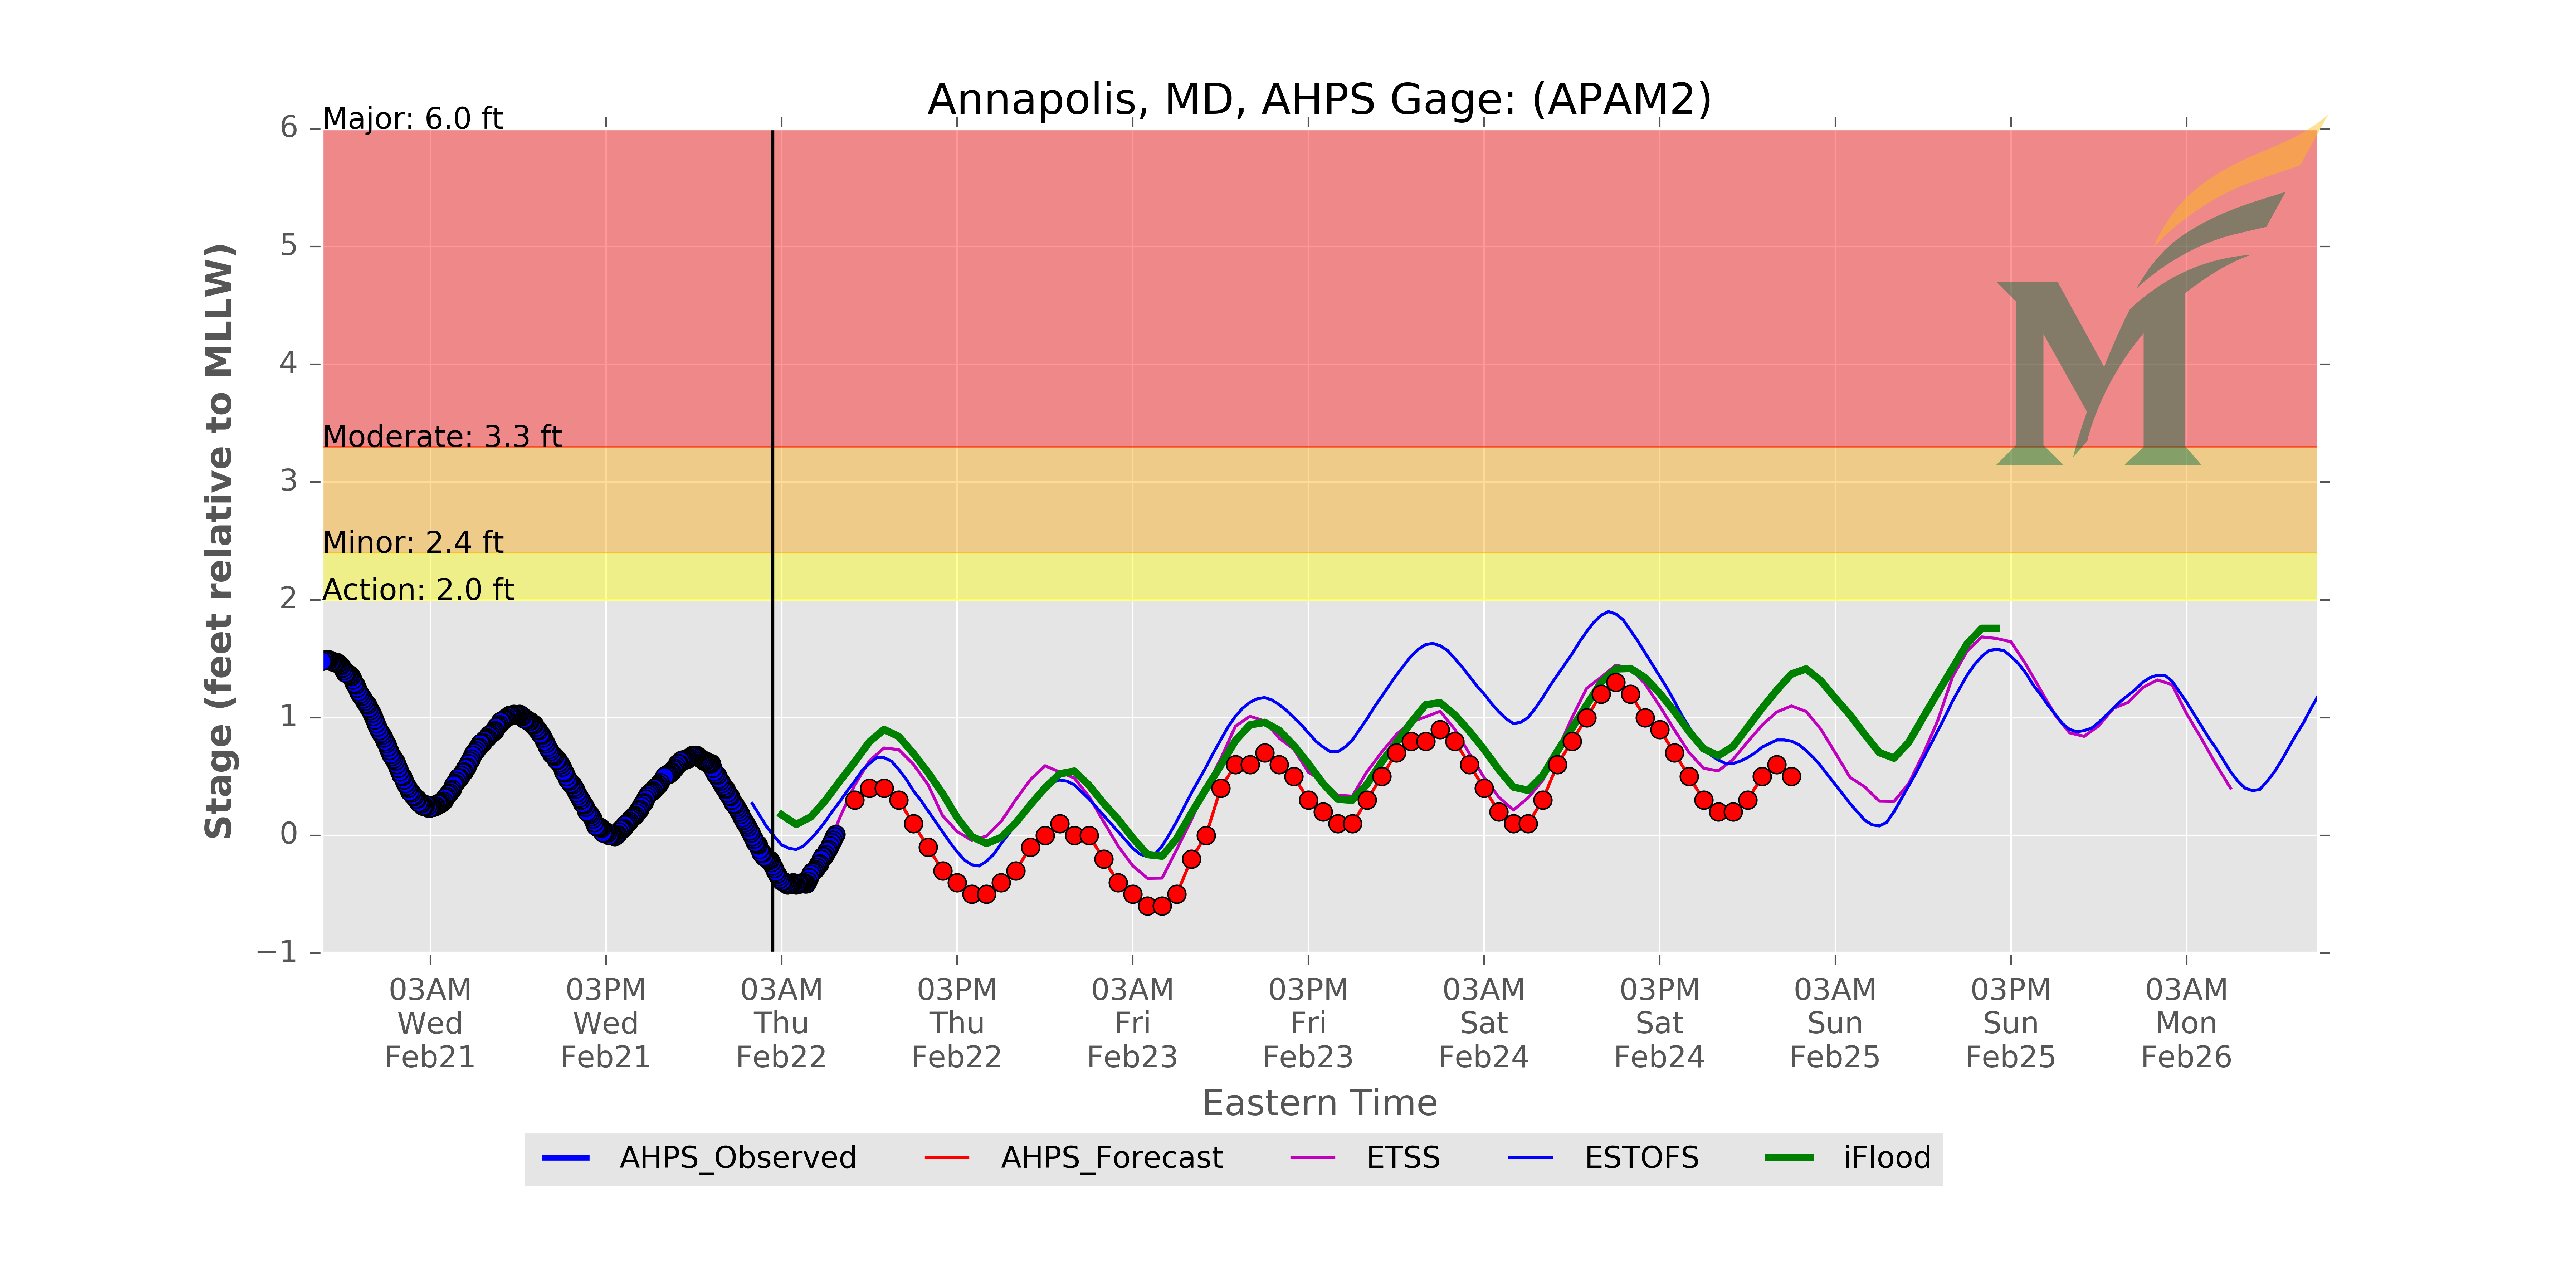 Annapolis, MD, AHPS Gage: (APAM2)
Major: 6.0 ft
Moderate: 3.3 ft
Minor: 2.4 ft
Action: 2.0 ft
6
5
4
3
2
1
0
−1
Stage (feet relative to MLLW)
03AM 03PM 03AM 03PM 03AM 03PM 03AM 03PM 03AM 03PM 03AM
Wed Wed Thu Thu Fri Fri Sat Sat Sun Sun Mon
Feb21 Feb21 Feb22 Feb22 Feb23 Feb23 Feb24 Feb24 Feb25 Feb25 Feb26
Eastern Time
AHPS_Observed AHPS_Forecast ETSS ESTOFS iFlood
M